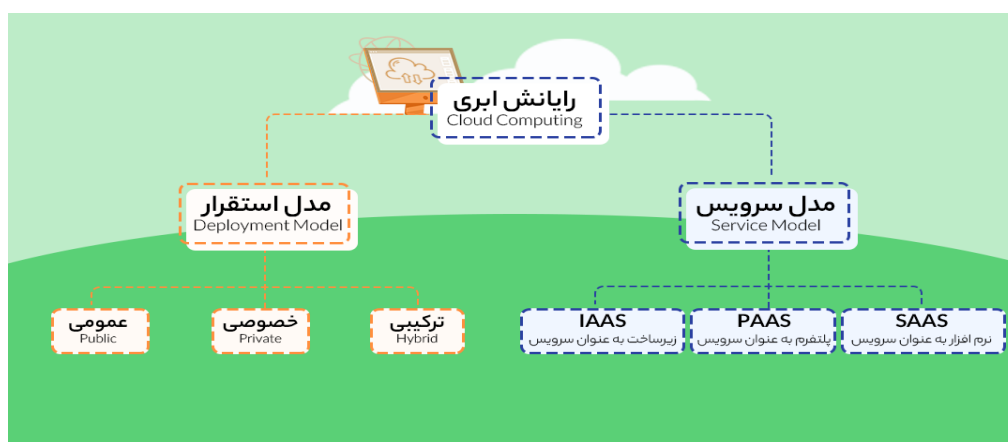 رایانش ابری
Cloud Computing
مدل سرویس
Service Model
مدل استقرار
Deployment Model
SAAS
نرم افزار به عنوان سرویس
PAAS
پلتفرم به عنوان سرویس
IAAS
زیرساخت به عنوان سرویس
ترکیبی
Hybrid
خصوصی
Private
عمومی
Public